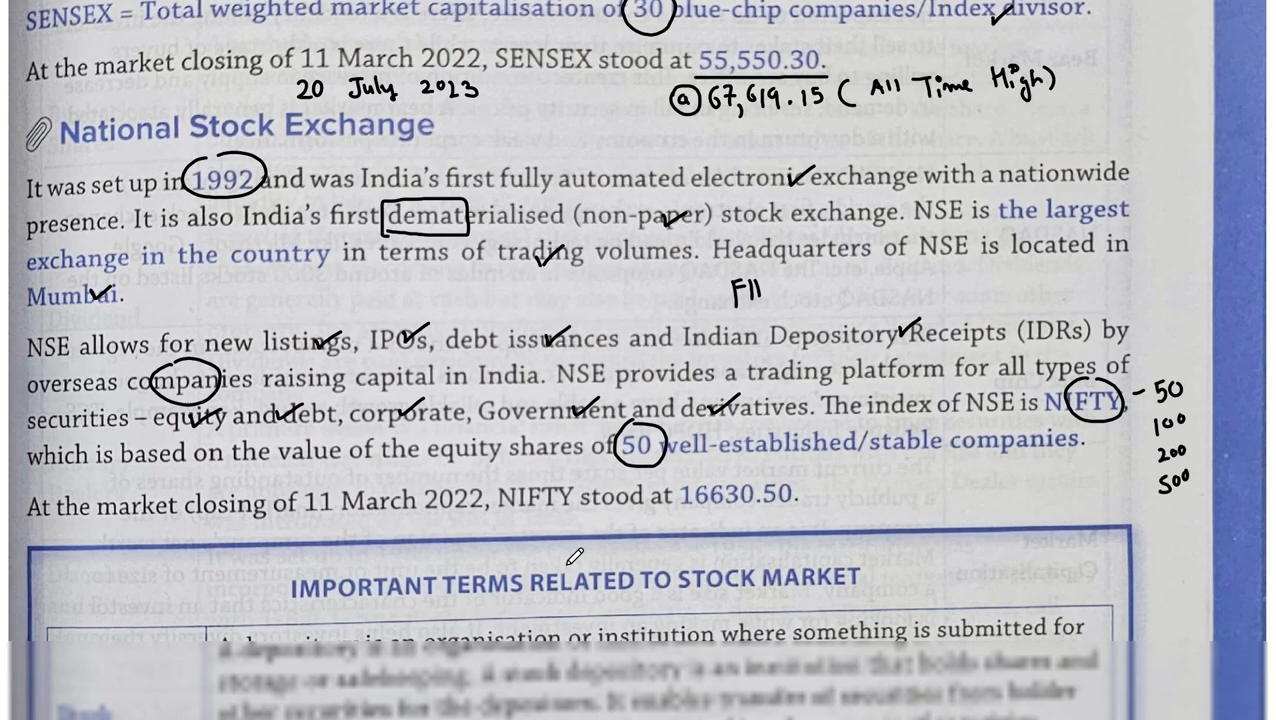 SENSEX = Total weighted market capitalisation of 30 blue-chip companies/Index divisor.
At the market closing of 11 March 2022, SENSEX stood at 55,550.30.
20 July 2023 @ 67,619.15 ( All Time High)
National Stock Exchange
It was set up in 1992 and was India's first fully automated electronic exchange with a nationwide
presence. It is also India's first dematerialised (non-paper) stock exchange. NSE is the largest
exchange in the country in terms of trading volumes. Headquarters of NSE is located in
Mumbai.
FII
NSE allows for new listings, IPOs, debt issuances and Indian Depository Receipts (IDRs) by
overseas companies raising capital in India. NSE provides a trading platform for all types of
securities – equity and debt, corporate, Government and derivatives. The index of NSE is NIFTY, - 50
100
which is based on the value of the equity shares of 50 well-established/stable companies.
200
500
At the market closing of 11 March 2022, NIFTY stood at 16630.50.
IMPORTANT TERMS RELATED TO STOCK MARKET
organisation or institution where something is submitted for